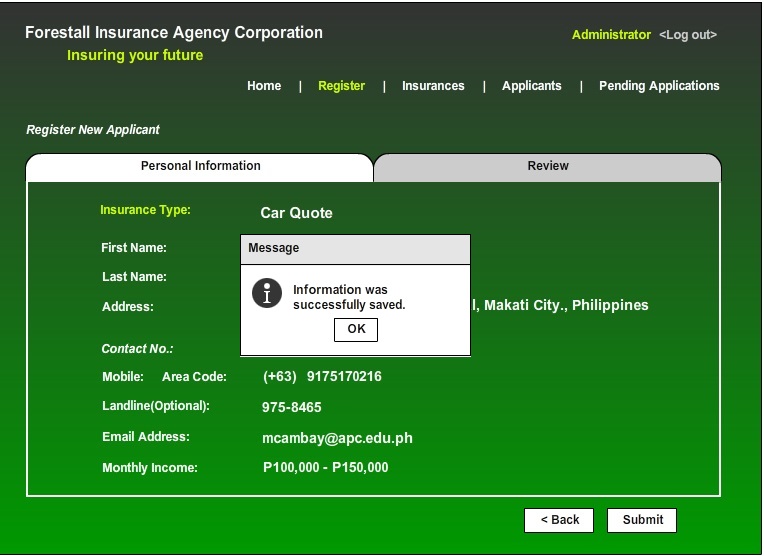 Forestall Insurance Agency Corporation
Insuring your future
Administrator <Log out>
Home | Register | Insurances | Applicants | Pending Applications
Register New Applicant
Personal Information
Review
Insurance Type: Car Quote
First Name:
Last Name:
Address: l, Makati City., Philippines
Message
Information was
successfully saved.
OK
Contact No.:
Mobile: Area Code: (+63) 9175170216
Landline(Optional): 975-8465
Email Address: mcambay@apc.edu.ph
Monthly Income: P100,000 - P150,000
< Back
Submit